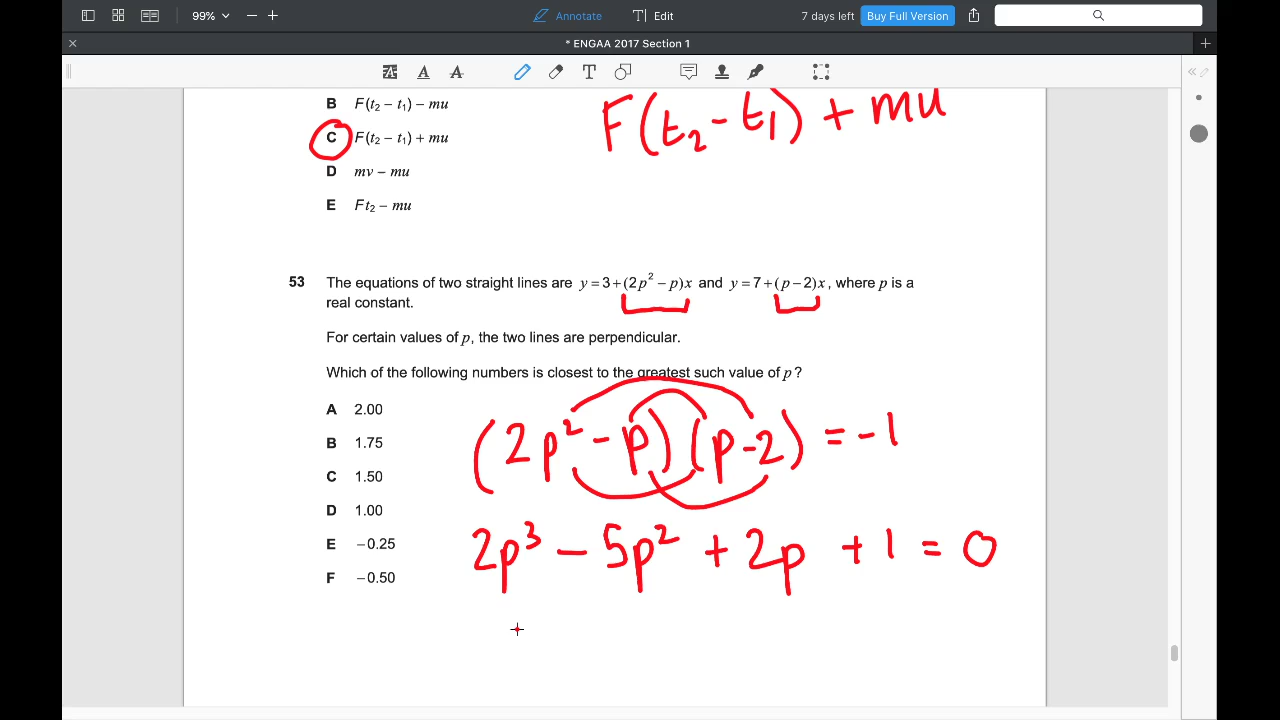 99% Annotate Edit 7 days left Buy Full Version
* ENGAA 2017 Section 1
B F(t₂ − t₁) − mu
C F(t₂ − t₁) + mu
D mv − mu
E Ft₂ − mu
F(t₂ - t₁) + mu
53 The equations of two straight lines are y = 3 + (2p² − p)x and y = 7 + (p − 2)x, where p is a
real constant.
For certain values of p, the two lines are perpendicular.
Which of the following numbers is closest to the greatest such value of p?
A 2.00
B 1.75
C 1.50
D 1.00
E −0.25
F −0.50
(2p² - p)(p - 2) = -1
2p³ - 5p² + 2p + 1 = 0